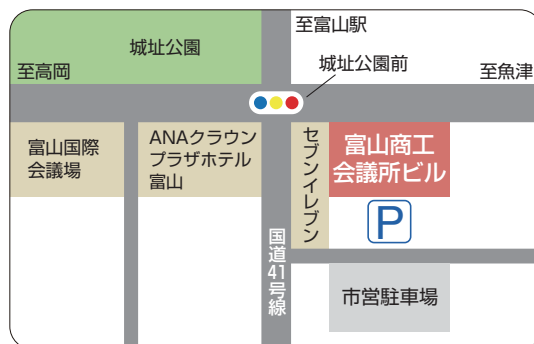 至富山駅
城址公園
城址公園前
至高岡
至魚津
富山国際
会議場
ANAクラウン
プラザホテル
富山
セブンイレブン
富山商工
会議所ビル
P
国道41号線
市営駐車場